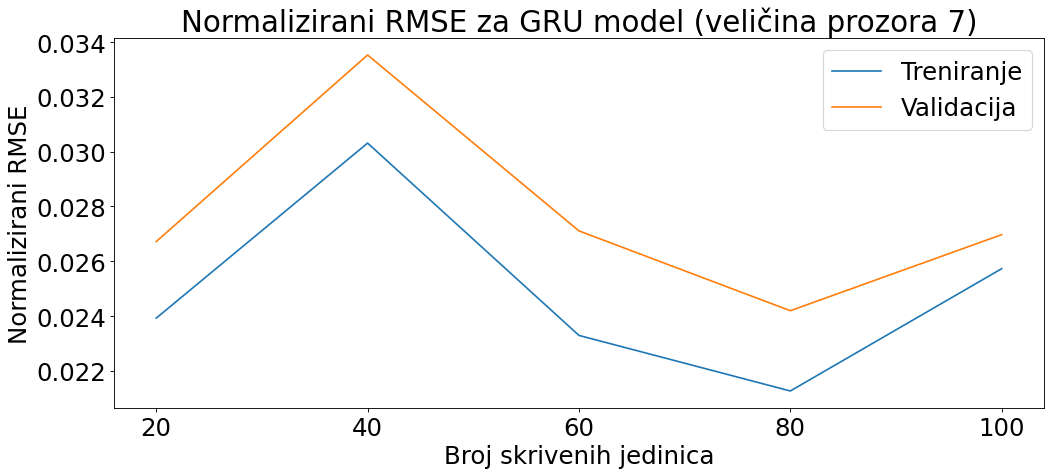 Normalizirani RMSE za GRU model (veličina prozora 7)
Treniranje
Validacija
Normalizirani RMSE
0.034
0.032
0.030
0.028
0.026
0.024
0.022
20 40 60 80 100
Broj skrivenih jedinica